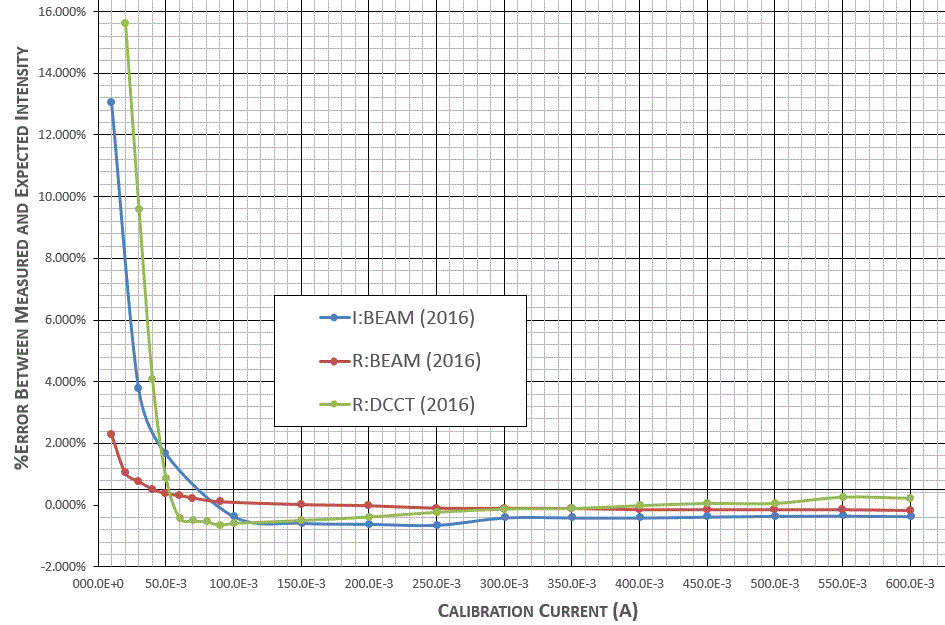 16.000%
14.000%
12.000%
10.000%
8.000%
6.000%
4.000%
2.000%
0.000%
-2.000%
%Error Between Measured and Expected Intensity
I:BEAM (2016)
R:BEAM (2016)
R:DCCT (2016)
000.0E+0 50.0E-3 100.0E-3 150.0E-3 200.0E-3 250.0E-3 300.0E-3 350.0E-3 400.0E-3 450.0E-3 500.0E-3 550.0E-3 600.0E-3
Calibration Current (A)